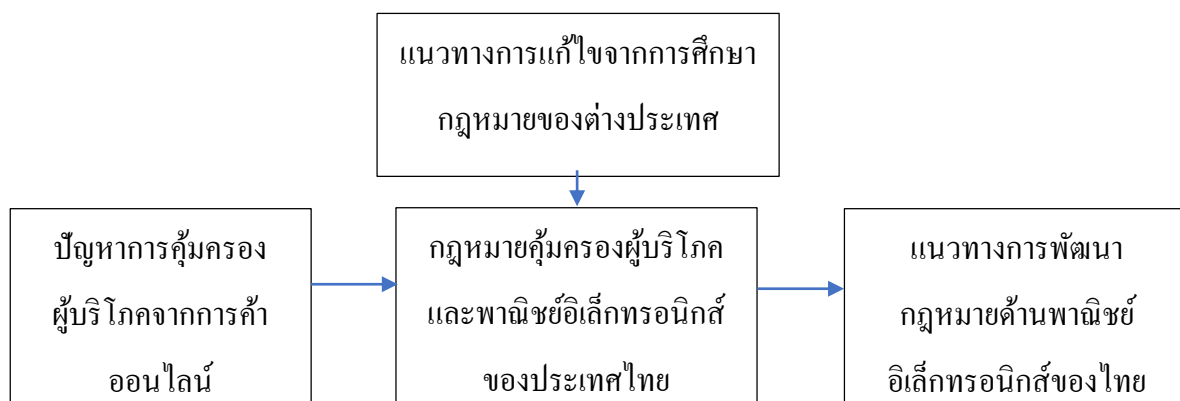 แนวทางการแก้ไขจากการศึกษา
กฎหมายของต่างประเทศ
ปัญหาการคุ้มครอง
ผู้บริโภคจากการค้า
ออนไลน์
กฎหมายคุ้มครองผู้บริโภค
และพาณิชย์อิเล็กทรอนิกส์
ของประเทศไทย
แนวทางการพัฒนา
กฎหมายด้านพาณิชย์
อิเล็กทรอนิกส์ของไทย